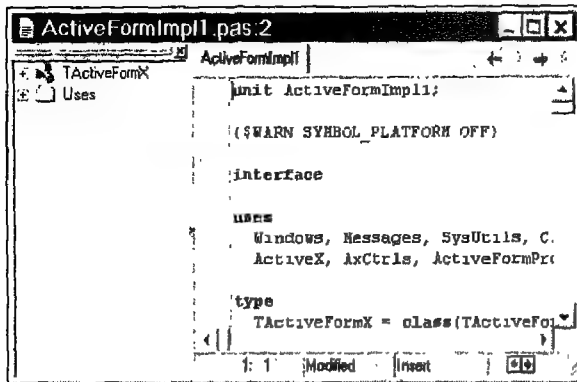 ActiveFormImpl1.pas:2
TActiveFormX
Uses
ActiveFormImpl1
unit ActiveFormImpl1;
{$WARN SYMBOL_PLATFORM OFF}
interface
uses
Windows, Messages, SysUtils, C
ActiveX, AxCtrls, ActiveFormPro
type
TActiveFormX = class(TActiveFo
1: 1 Modified Insert